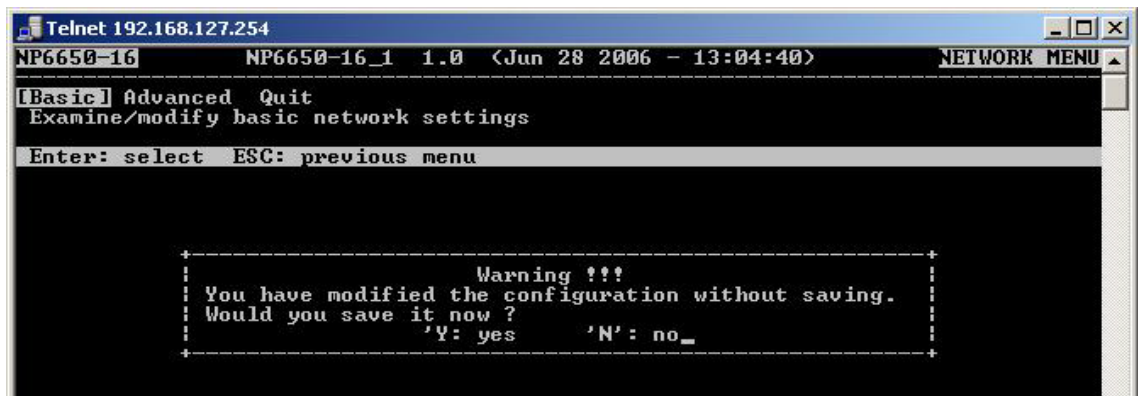 Telnet 192.168.127.254
NP6650-16 NP6650-16_1 1.0 (Jun 28 2006 - 13:04:40) NETWORK MENU
[Basic] Advanced Quit
Examine/modify basic network settings
Enter: select ESC: previous menu
Warning !!!
You have modified the configuration without saving.
Would you save it now ?
'Y: yes 'N': no_